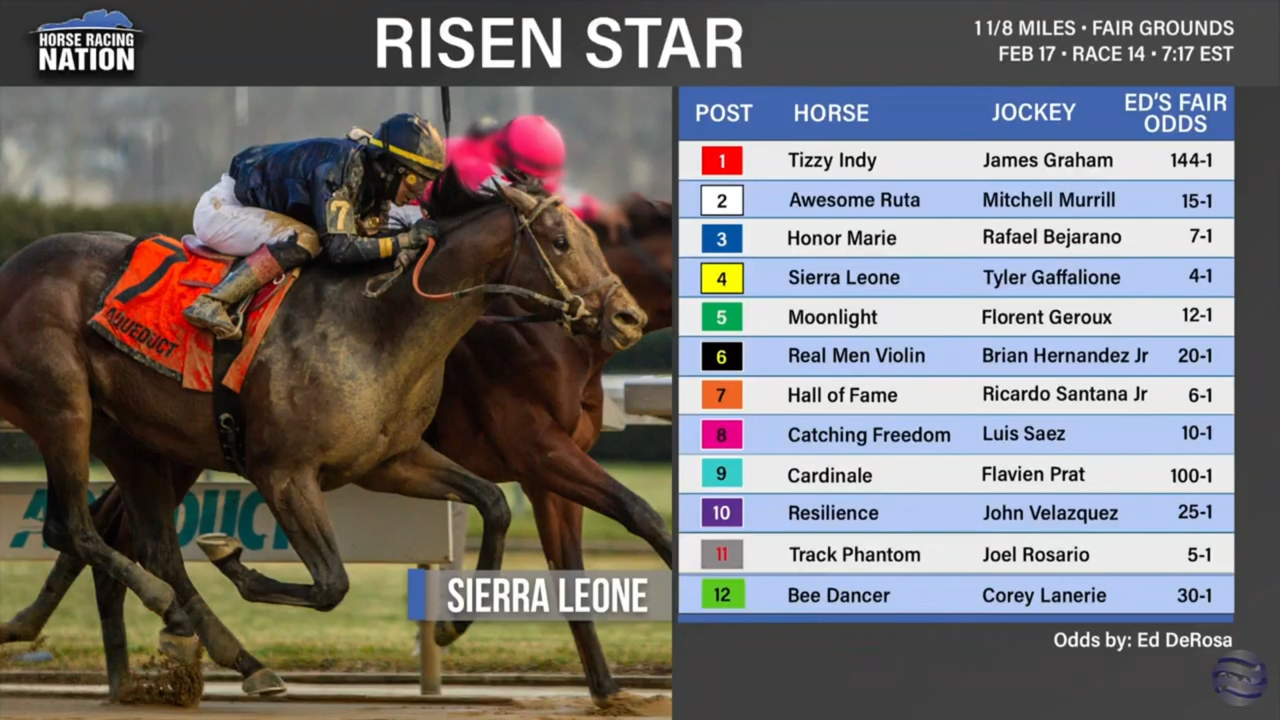 HORSE RACING
NATION
RISEN STAR
1 1/8 MILES • FAIR GROUNDS
FEB 17 • RACE 14 • 7:17 EST
POST HORSE JOCKEY ED'S FAIR ODDS
1 Tizzy Indy James Graham 144-1
2 Awesome Ruta Mitchell Murrill 15-1
3 Honor Marie Rafael Bejarano 7-1
4 Sierra Leone Tyler Gaffalione 4-1
5 Moonlight Florent Geroux 12-1
6 Real Men Violin Brian Hernandez Jr 20-1
7 Hall of Fame Ricardo Santana Jr 6-1
8 Catching Freedom Luis Saez 10-1
9 Cardinale Flavien Prat 100-1
10 Resilience John Velazquez 25-1
11 Track Phantom Joel Rosario 5-1
12 Bee Dancer Corey Lanerie 30-1
Odds by: Ed DeRosa
7
7
AQUEDUCT
SIERRA LEONE